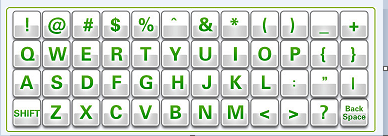 ! @ # $ % ^ & * ( ) _ +
Q W E R T Y U I O P { }
A S D F G H J K L : " |
SHIFT Z X C V B N M < > ? Back Space